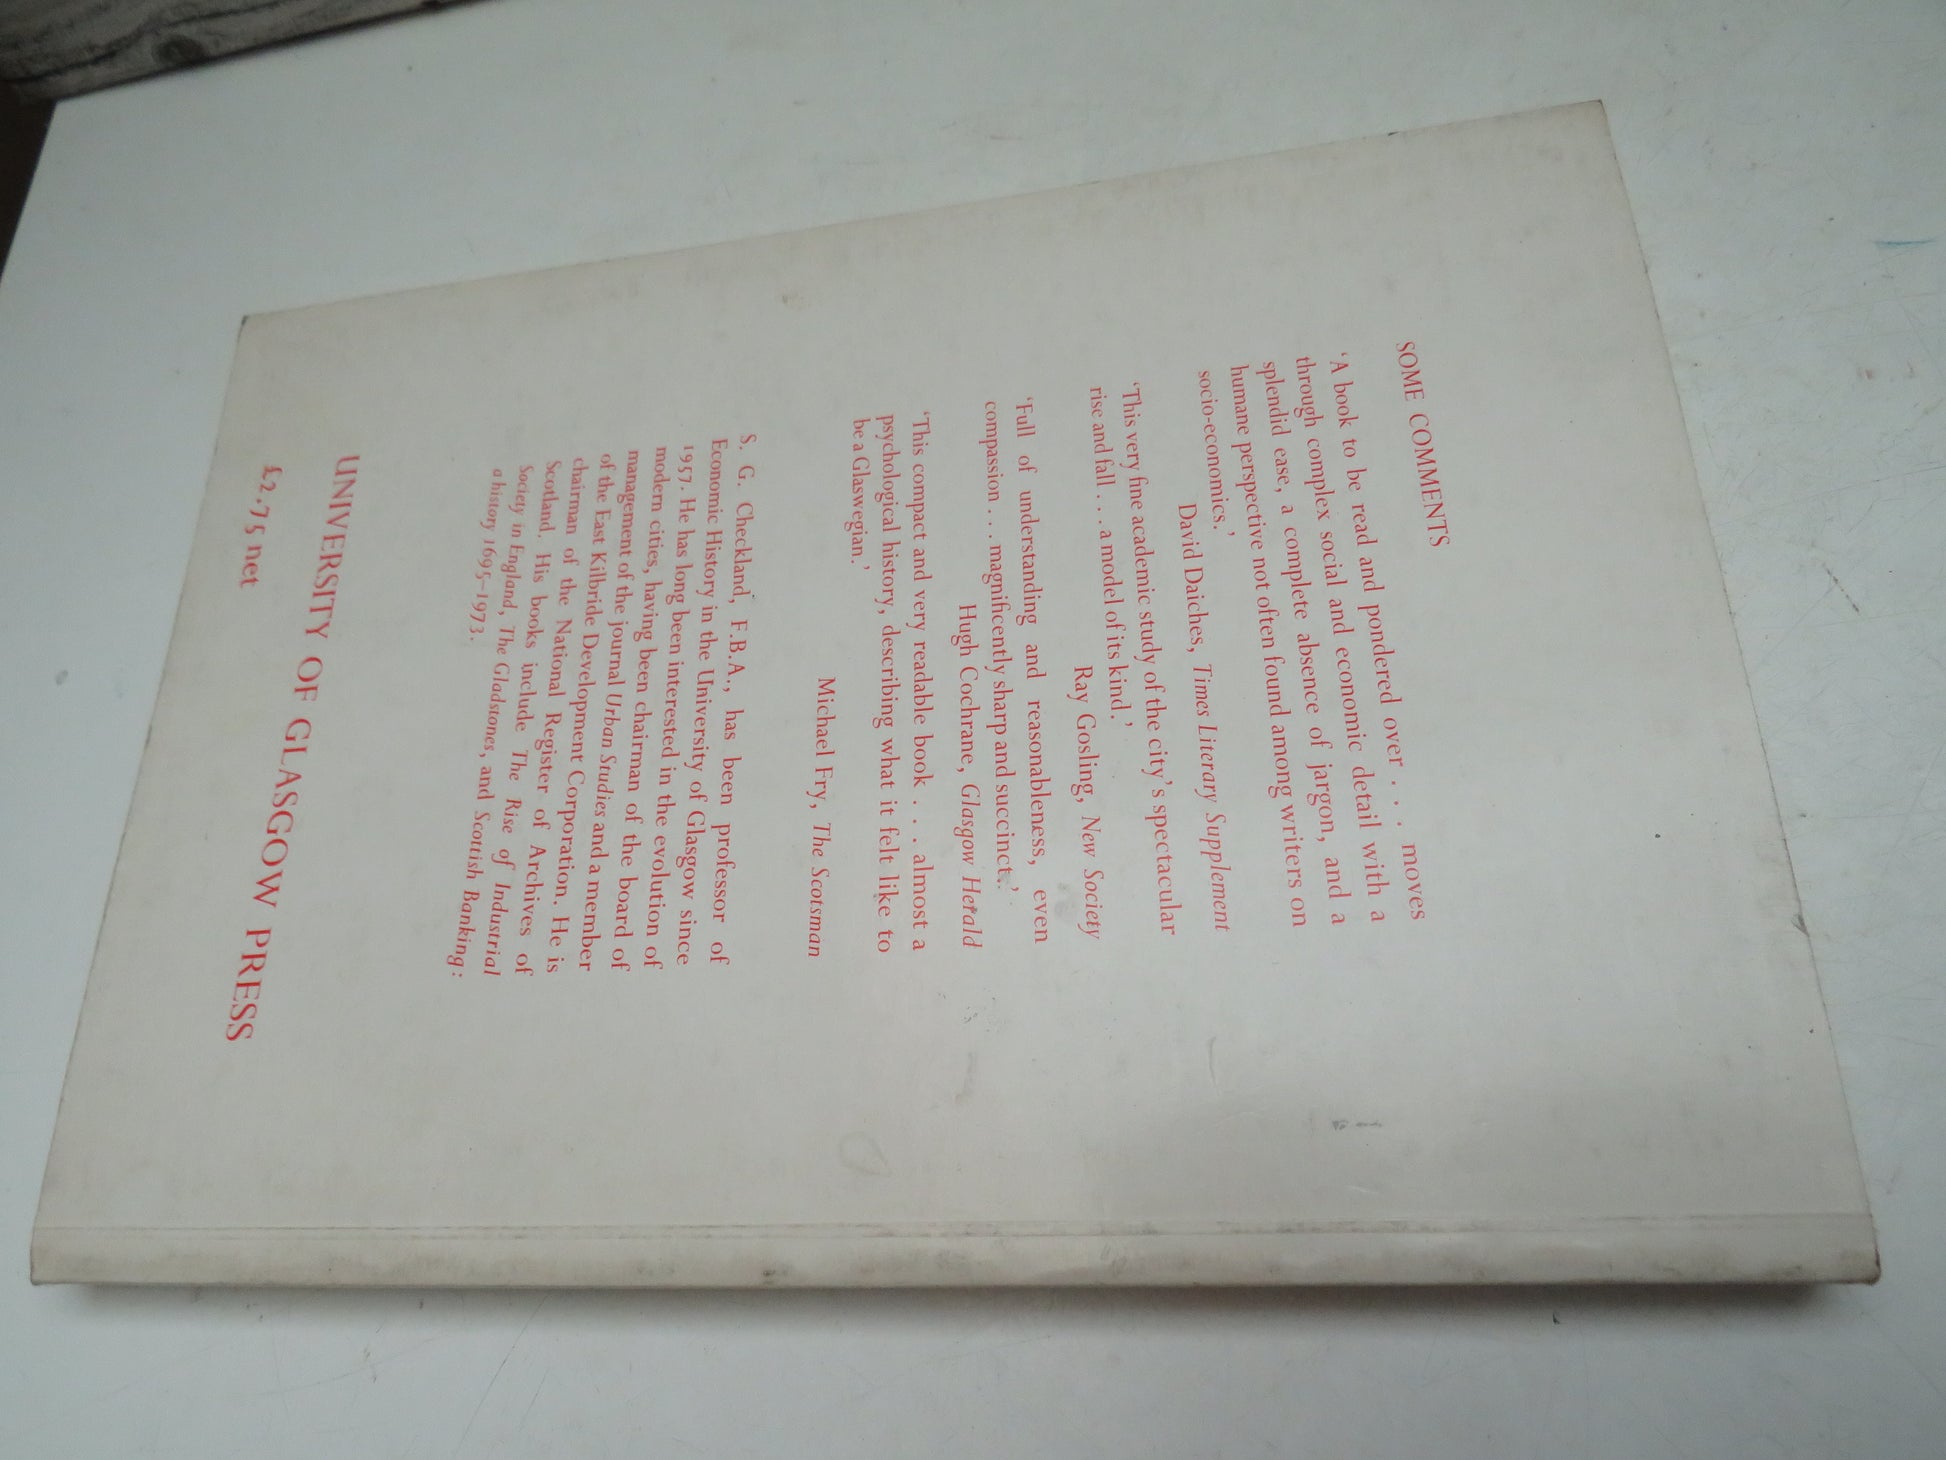 SOME COMMENTS
‘A book to be read and pondered over . . . moves
through complex social and economic detail with a
splendid ease, a complete absence of jargon, and a
humane perspective not often found among writers on
socio-economics.’
David Daiches, Times Literary Supplement
‘This very fine academic study of the city’s spectacular
rise and fall . . . a model of its kind.’
Ray Gosling, New Society
‘Full of understanding and reasonableness, even
compassion . . . magnificently sharp and succinct.’
Hugh Cochrane, Glasgow Herald
‘This compact and very readable book . . . almost a
psychological history, describing what it felt like to
be a Glaswegian.’
Michael Fry, The Scotsman
S. G. Checkland, F.B.A., has been professor of
Economic History in the University of Glasgow since
1957. He has long been interested in the evolution of
modern cities, having been chairman of the board of
management of the journal Urban Studies and a member
of the East Kilbride Development Corporation. He is
chairman of the National Register of Archives of
Scotland. His books include The Rise of Industrial
Society in England, The Gladstones, and Scottish Banking:
a history 1695–1973.
UNIVERSITY OF GLASGOW PRESS
£2.75 net